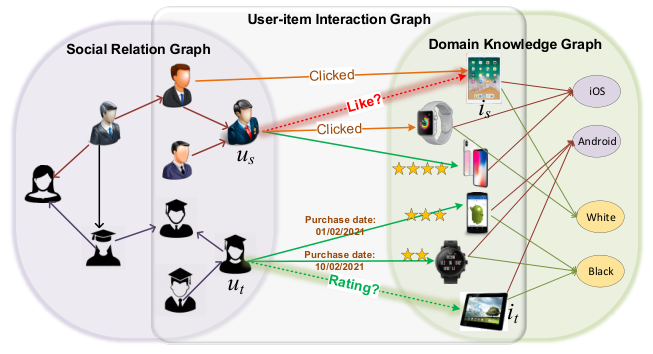 User-item Interaction Graph
Social Relation Graph
Domain Knowledge Graph
Clicked
Like?
i_s
iOS
Clicked
u_s
Android
Purchase date:
01/02/2021
White
Purchase date:
10/02/2021
Black
u_t
Rating?
i_t